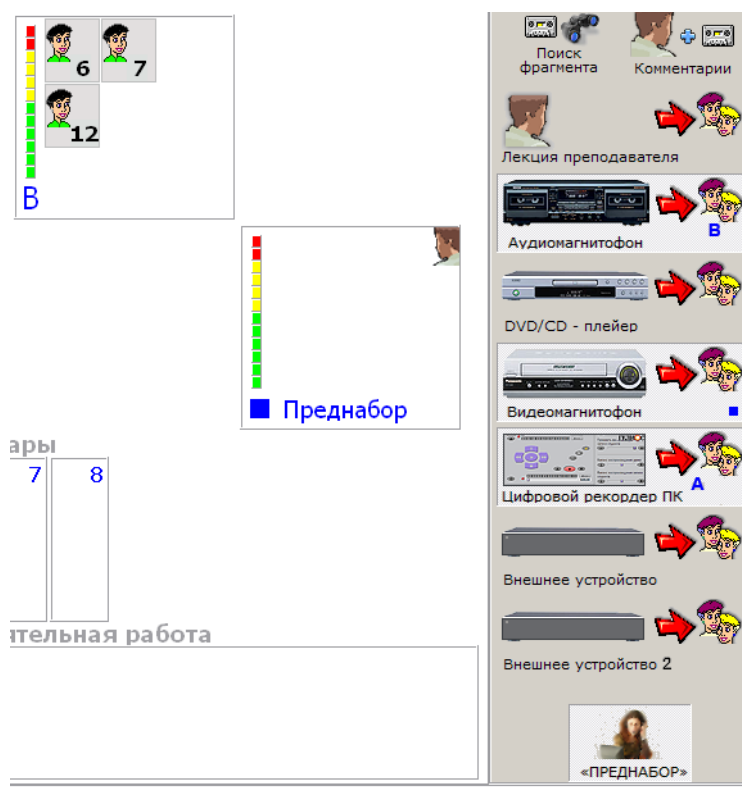 6
7
12
B
Преднабор
ары
7
8
ятельная работа
Поиск
фрагмента
Комментарии
Лекция преподавателя
B
Аудиомагнитофон
DVD/CD - плейер
Видеомагнитофон
A
Цифровой рекордер ПК
Внешнее устройство
Внешнее устройство 2
«ПРЕДНАБОР»